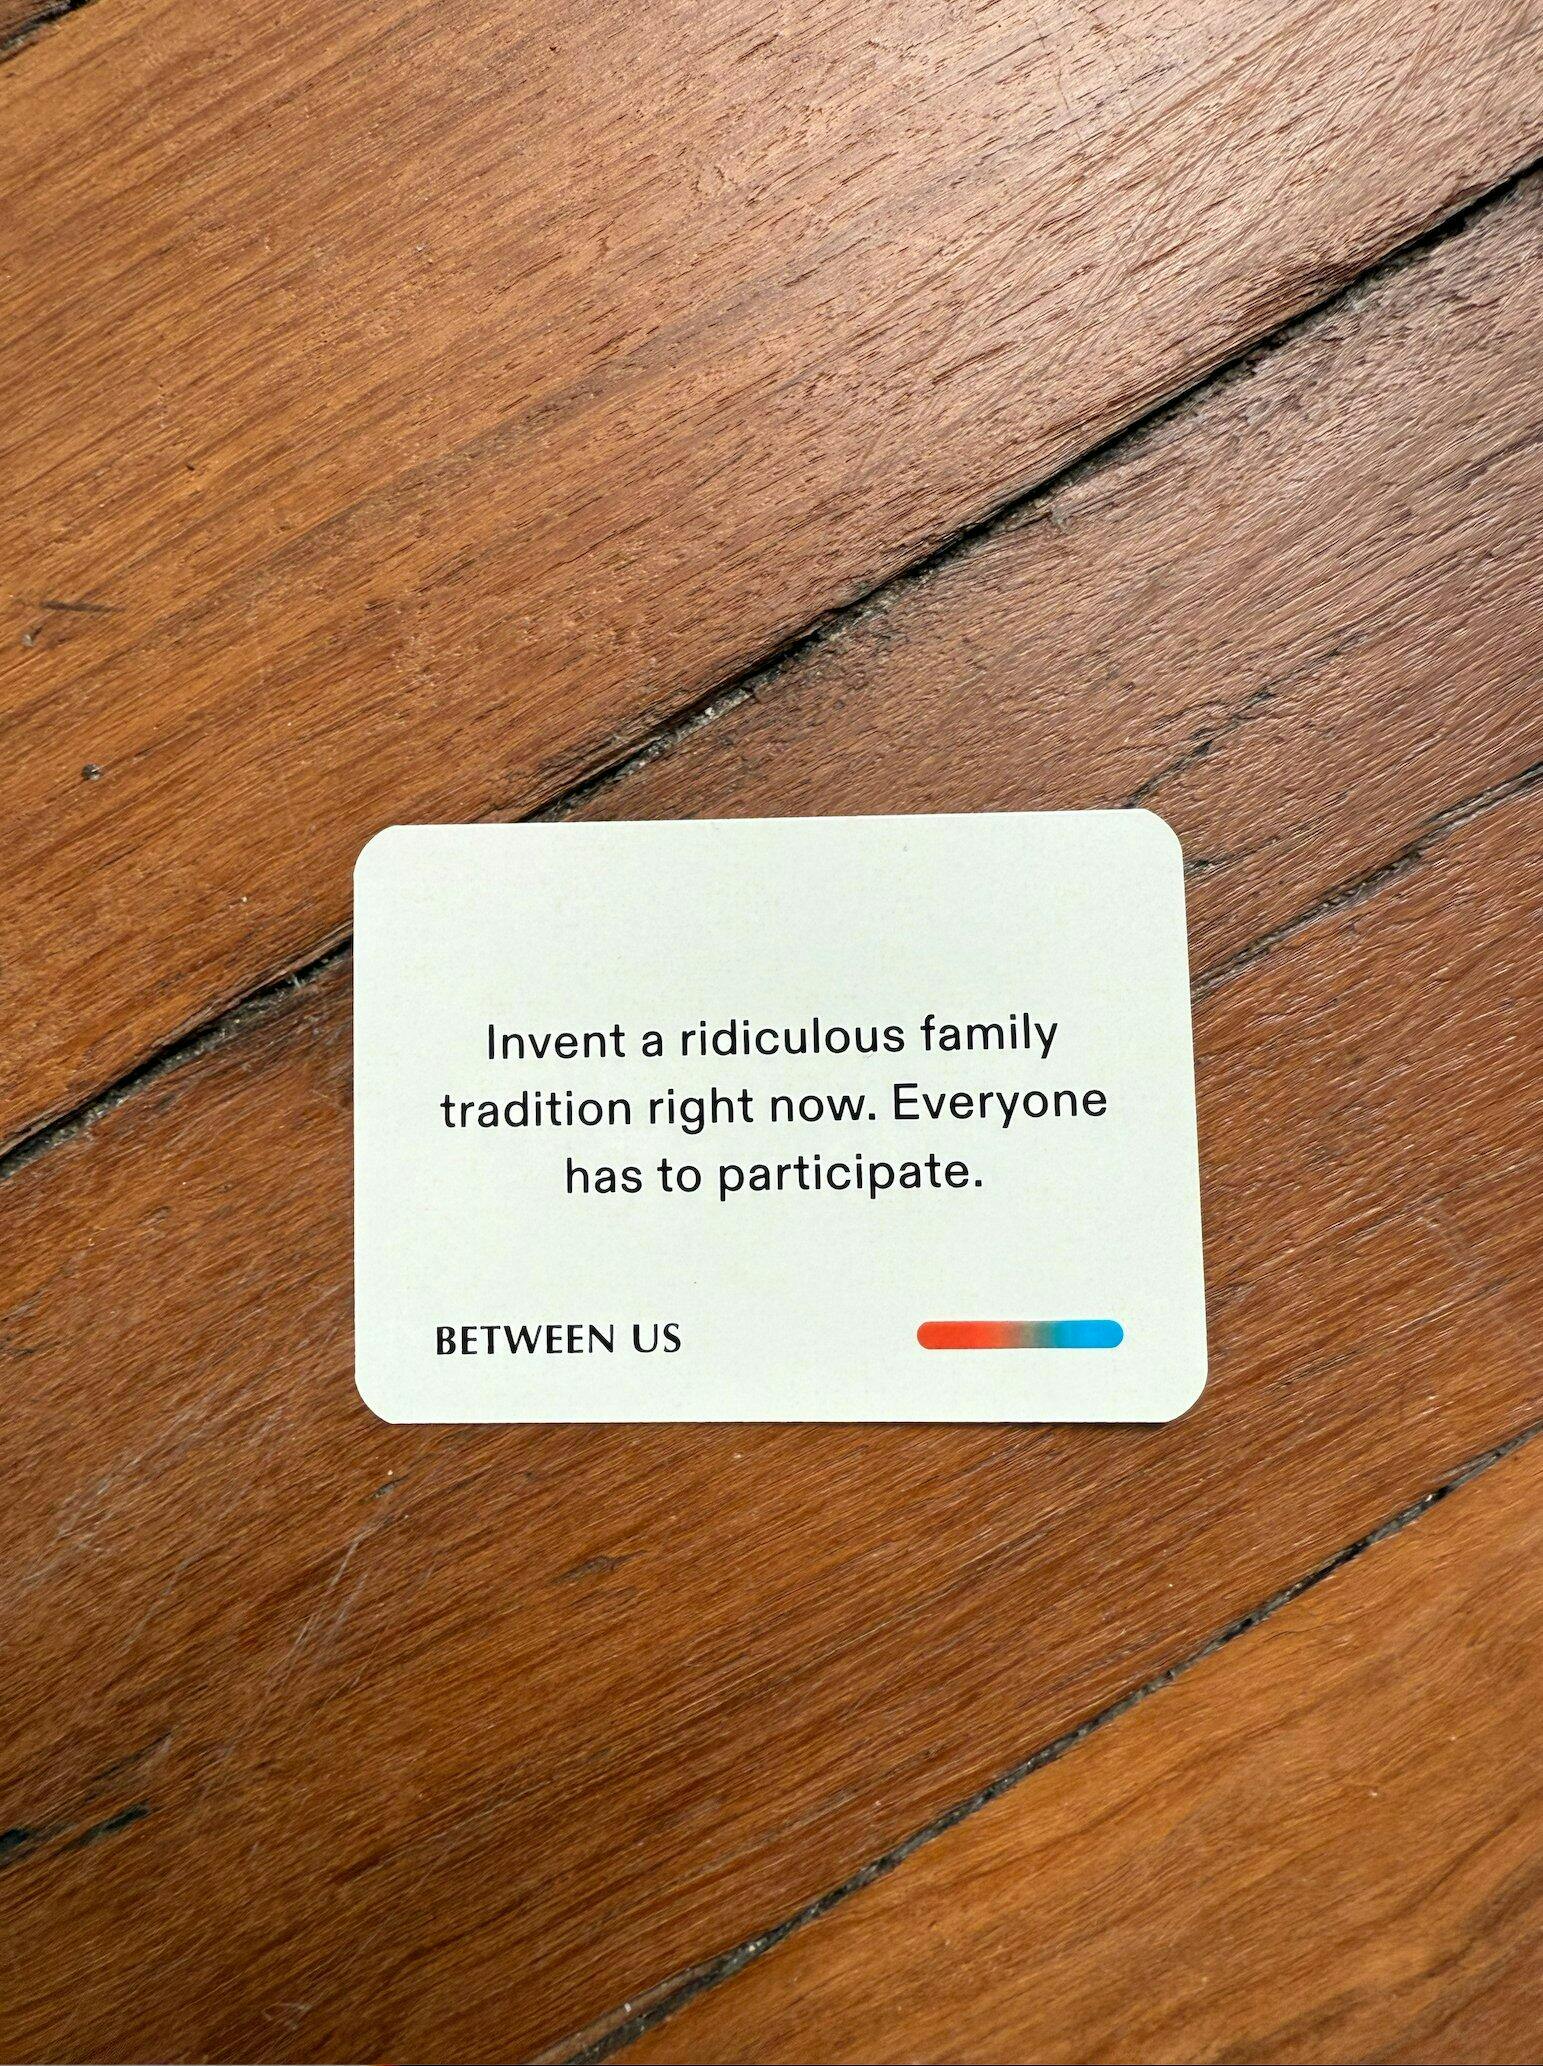 Invent a ridiculous family
tradition right now. Everyone
has to participate.
BETWEEN US